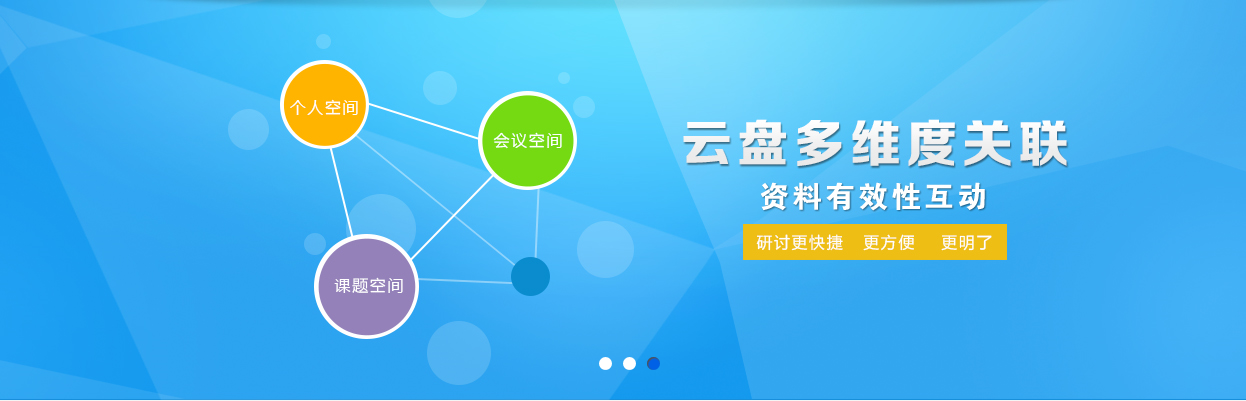 个人空间
会议空间
课题空间
云盘多维度关联
资料有效性互动
研讨更快捷 更方便 更明了